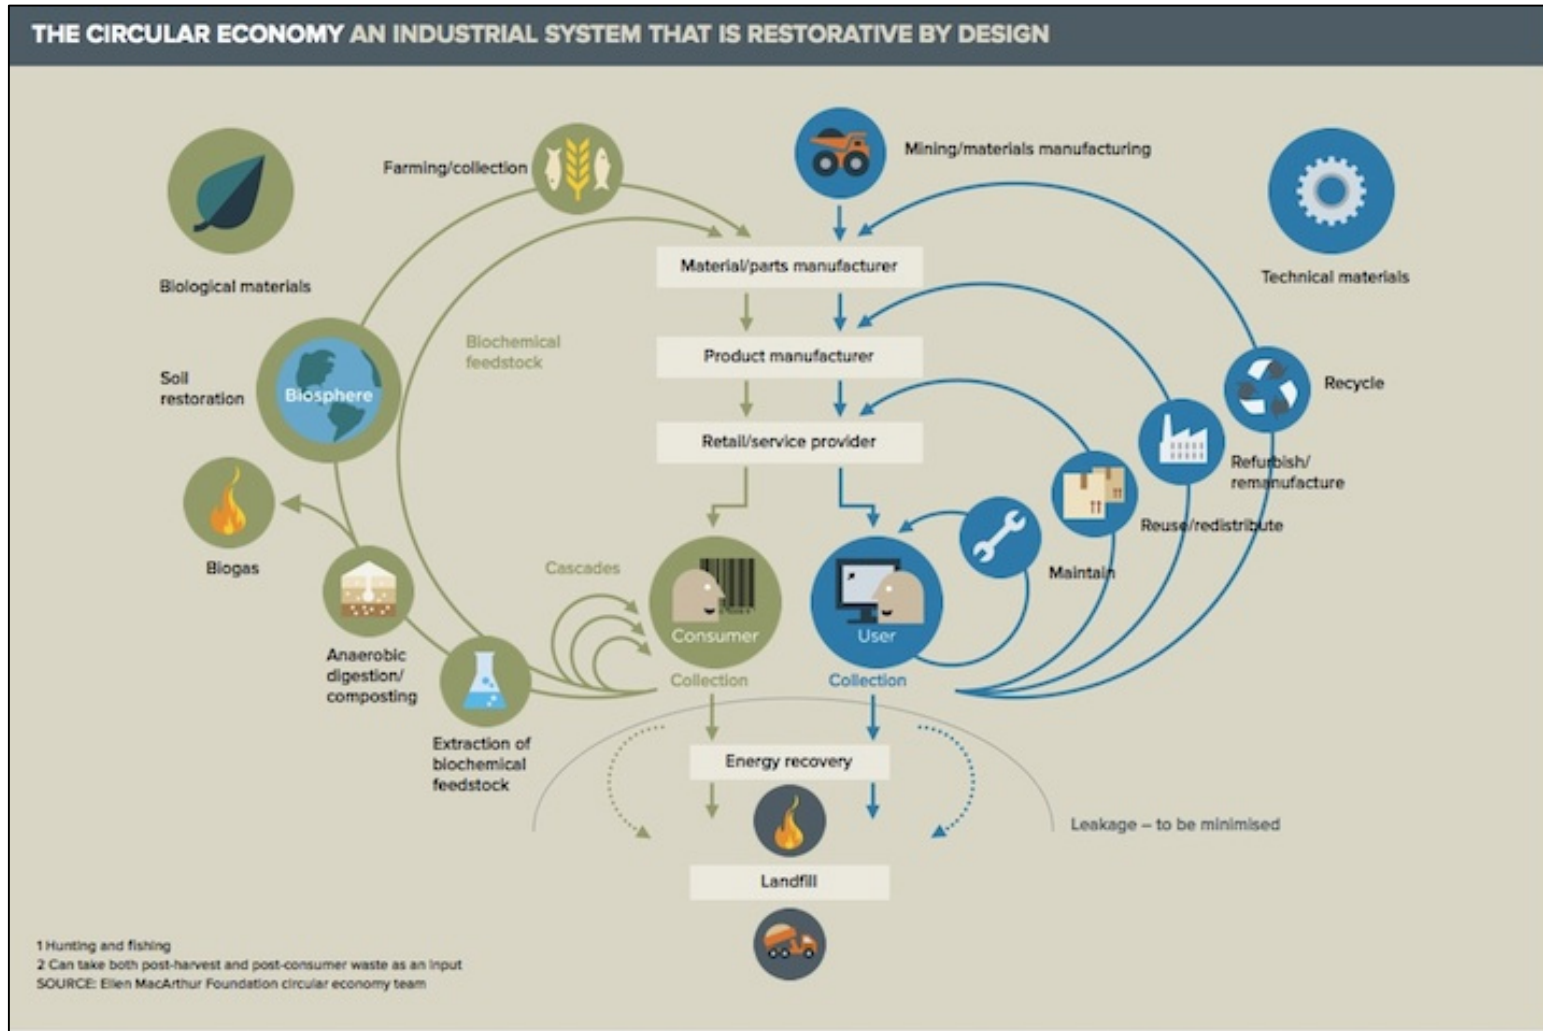 THE CIRCULAR ECONOMY AN INDUSTRIAL SYSTEM THAT IS RESTORATIVE BY DESIGN
Farming/collection
Mining/materials manufacturing
Biological materials
Technical materials
Material/parts manufacturer
Biochemical
feedstock
Product manufacturer
Soil
restoration
Biosphere
Recycle
Retail/service provider
Refurbish/
remanufacture
Reuse/redistribute
Biogas
Cascades
Maintain
Consumer
User
Anaerobic
digestion/
composting
Collection
Collection
Extraction of
biochemical
feedstock
Energy recovery
Leakage – to be minimised
Landfill
1 Hunting and fishing
2 Can take both post-harvest and post-consumer waste as an input
SOURCE: Ellen MacArthur Foundation circular economy team